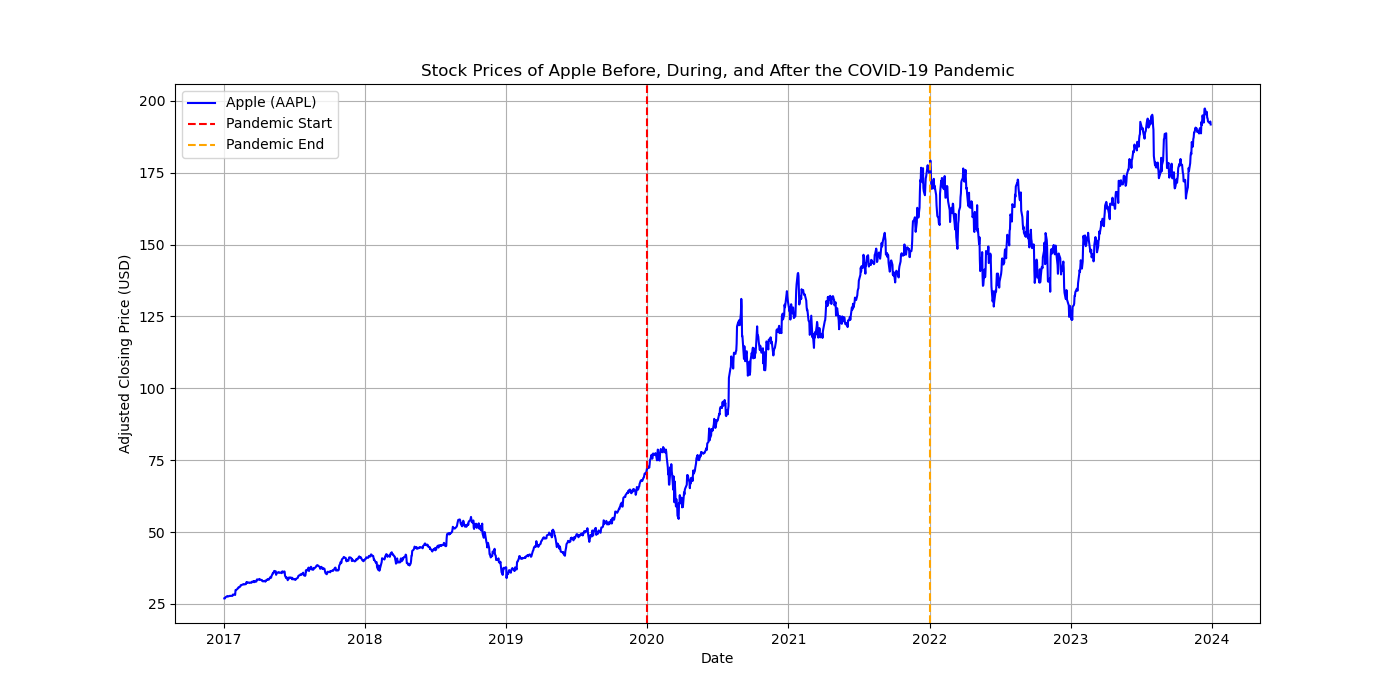 Stock Prices of Apple Before, During, and After the COVID-19 Pandemic
Apple (AAPL)
Pandemic Start
Pandemic End
Adjusted Closing Price (USD)
200
175
150
125
100
75
50
25
2017 2018 2019 2020 2021 2022 2023 2024
Date